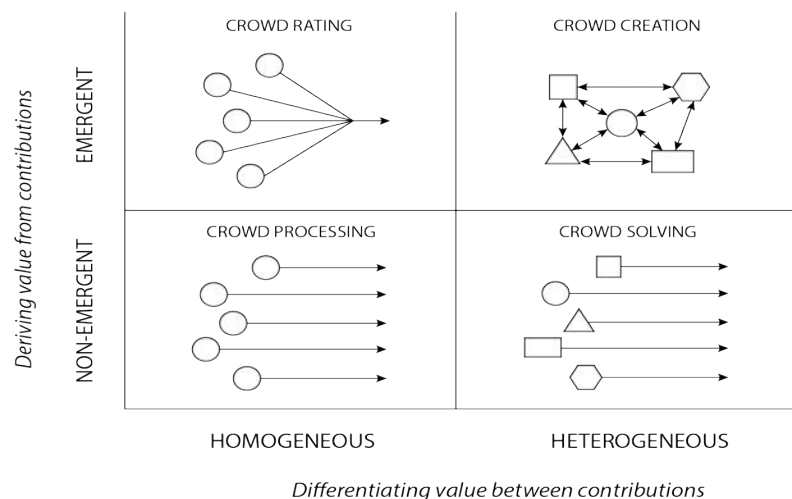 CROWD RATING
CROWD CREATION
EMERGENT
Deriving value from contributions
CROWD PROCESSING
CROWD SOLVING
NON-EMERGENT
HOMOGENEOUS
HETEROGENEOUS
Differentiating value between contributions